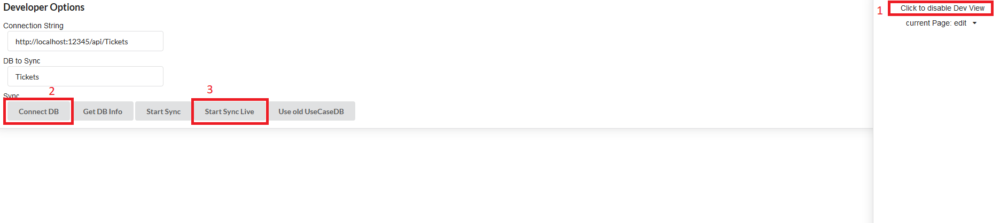 Developer Options
1 Click to disable Dev View
current Page: edit
Connection String
http://localhost:12345/api/Tickets
DB to Sync
Tickets
2 3
Sync
Connect DB Get DB Info Start Sync Start Sync Live Use old UseCaseDB